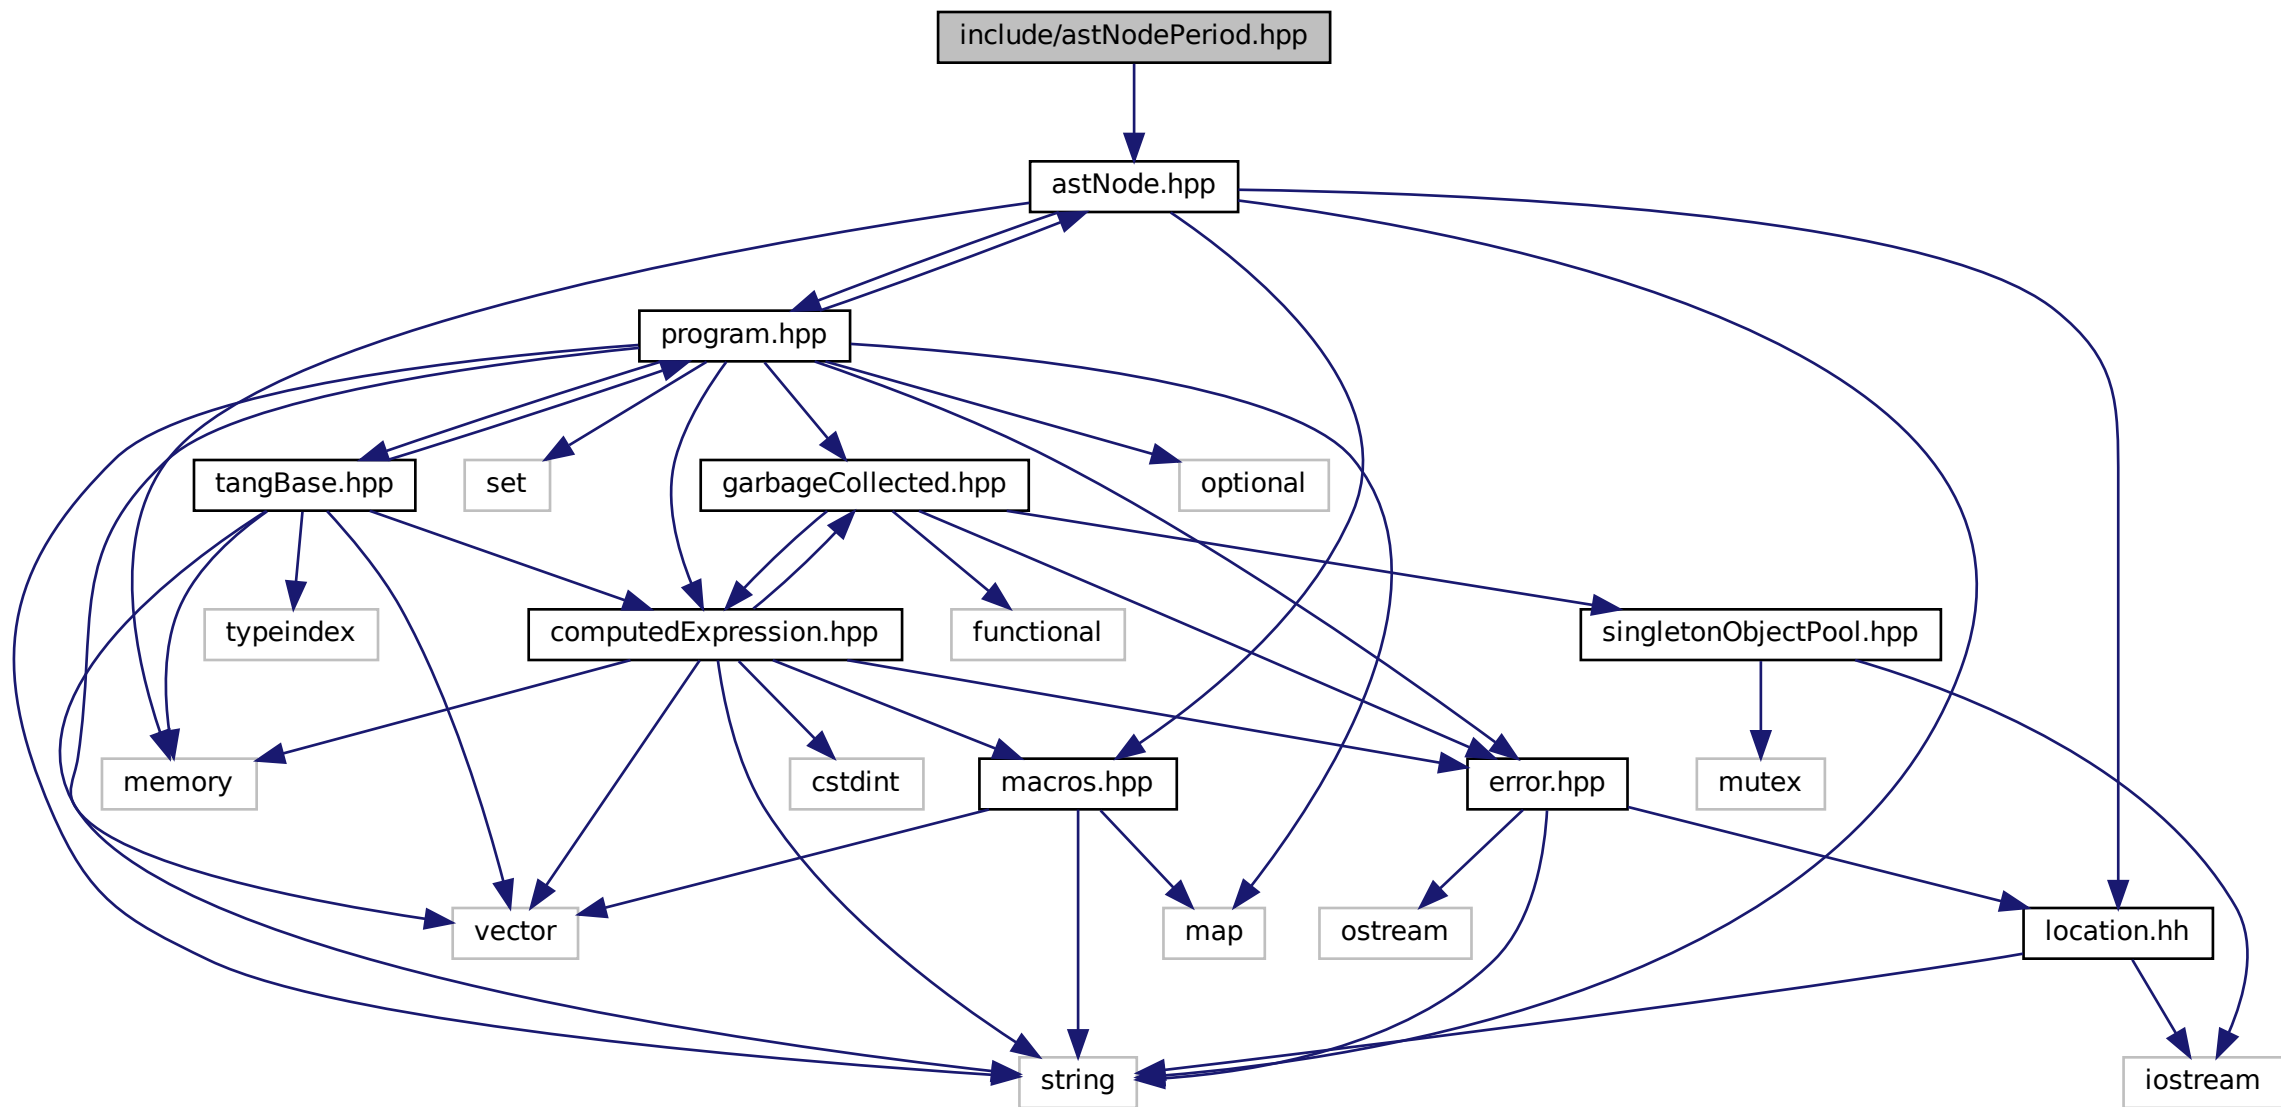 include/astNodePeriod.hpp
astNode.hpp
program.hpp
tangBase.hpp
set
garbageCollected.hpp
optional
typeindex
computedExpression.hpp
functional
singletonObjectPool.hpp
memory
cstdint
macros.hpp
error.hpp
mutex
vector
map
ostream
location.hh
string
iostream